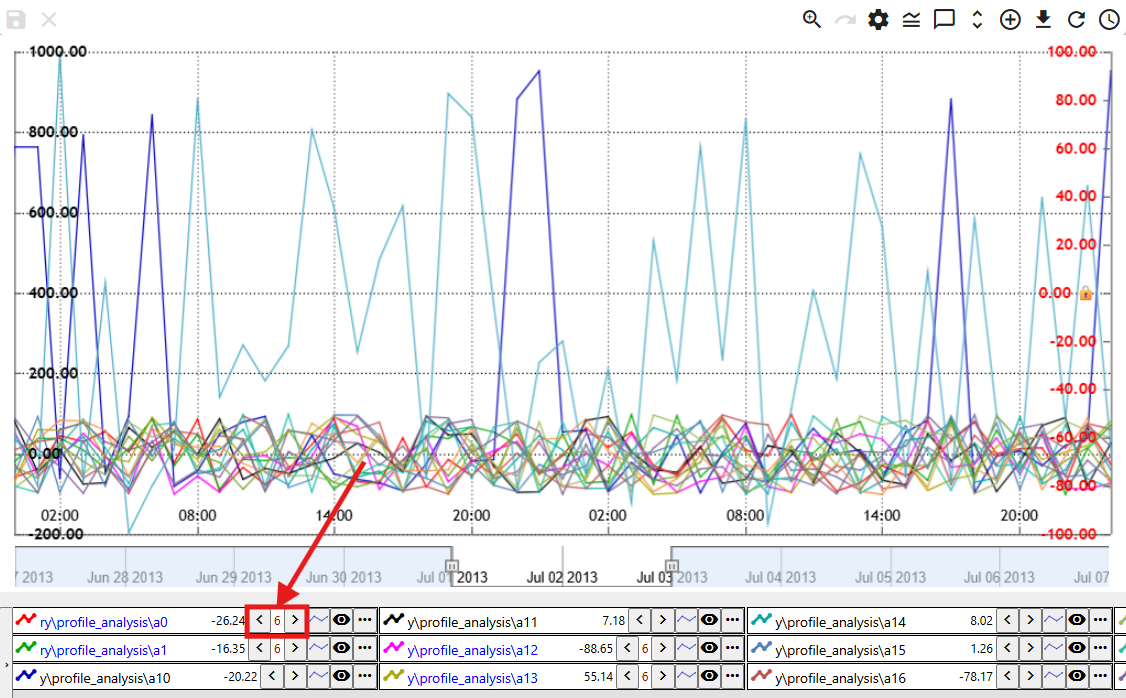 1000.00 100.00
800.00 80.00
60.00
600.00 40.00
20.00
400.00 0.00
-20.00
200.00 -40.00
0.00 -60.00
-80.00
02:00 08:00 14:00 20:00 02:00 08:00 14:00 20:00
-200.00 -100.00
7 2013 Jun 28 2013 Jun 29 2013 Jun 30 2013 Jul 01 2013 Jul 02 2013 Jul 03 2013 Jul 04 2013 Jul 05 2013 Jul 06 2013 Jul 07
ry\profile_analysis\a0 -26.24 < 6 > ... y\profile_analysis\a11 7.18 < > ... y\profile_analysis\a14 8.02 < > ...
ry\profile_analysis\a1 -16.35 < 6 > ... y\profile_analysis\a12 -88.65 < 6 > ... y\profile_analysis\a15 1.26 < > ...
y\profile_analysis\a10 -20.22 < > ... y\profile_analysis\a13 55.14 < 6 > ... y\profile_analysis\a16 -78.17 < > ...